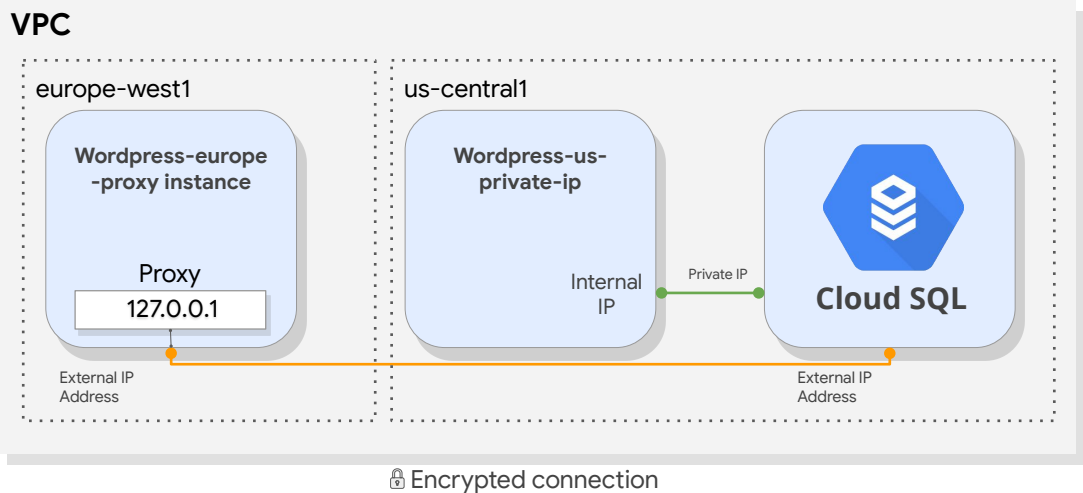 VPC
europe-west1
Wordpress-europe
-proxy instance
Proxy
127.0.0.1
External IP
Address
us-central1
Wordpress-us-
private-ip
Internal
IP
Private IP
Cloud SQL
External IP
Address
Encrypted connection